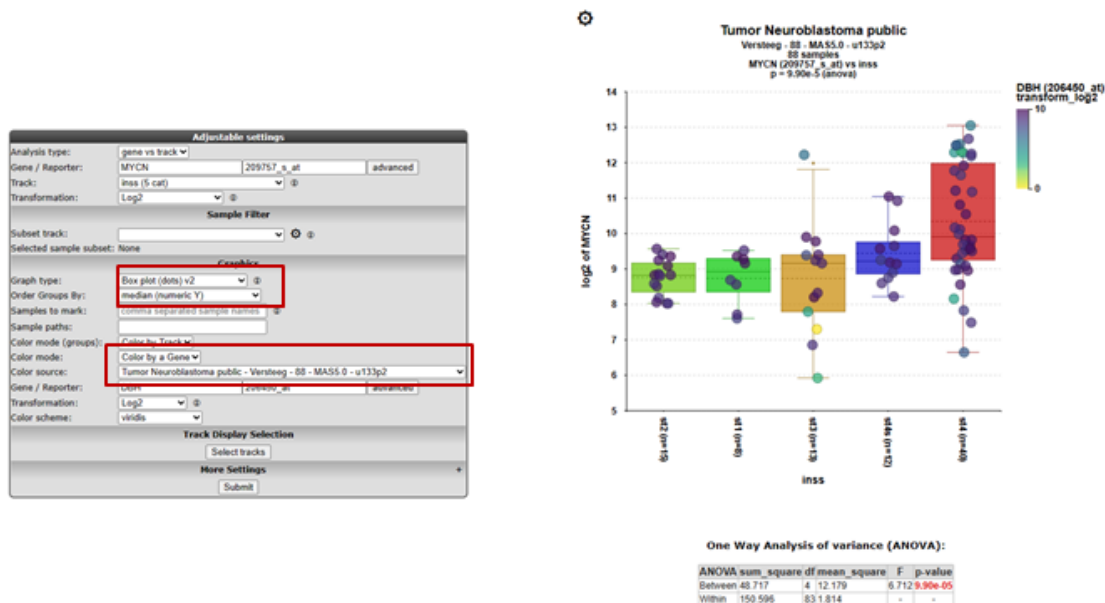 Adjustable settings
Analysis type: gene vs track
Gene / Reporter: MYCN 209757_s_at advanced
Track: inss (5 cat)
Transformation: Log2
Sample Filter
Subset track:
Selected sample subset: None
Graphics
Graph type: Box plot (dots) v2
Order Groups By: median (numeric Y)
Samples to mark: comma separated sample names
Sample paths:
Color mode (groups): Color by Track
Color mode: Color by a Gene
Color source: Tumor Neuroblastoma public - Versteeg - 88 - MAS5.0 - u133p2
Gene / Reporter: DBH 206450_at advanced
Transformation: Log2
Color scheme: viridis
Track Display Selection
Select tracks
More Settings +
Submit
Tumor Neuroblastoma public
Versteeg - 88 - MAS5.0 - u133p2
88 samples
MYCN (209757_s_at) vs inss
p = 9.90e-5 (anova)
DBH (206450_at)
transform_log2
10
0
log2 of MYCN
14
13
12
11
10
9
8
7
6
5
st2 (n=15)
st1 (n=8)
st3 (n=13)
st4s (n=12)
st4 (n=40)
inss
One Way Analysis of variance (ANOVA):
ANOVA sum_square df mean_square F p-value
Between 48.717 4 12.179 6.712 9.90e-05
Within 150.596 83 1.814 - -